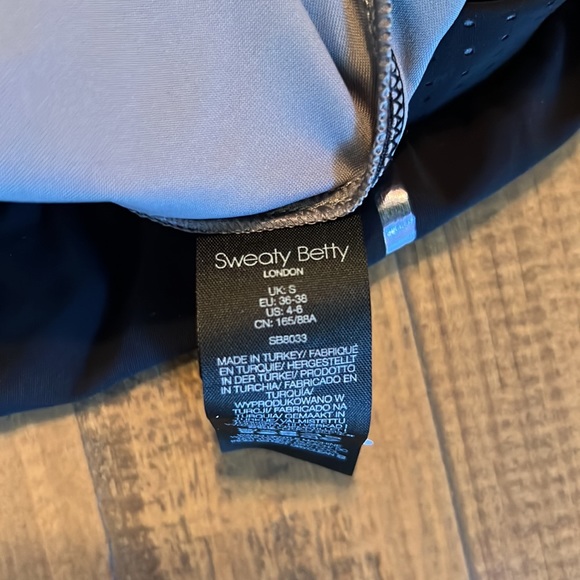 Sweaty Betty
LONDON
UK: S
EU: 36-38
US: 4-6
CN: 165/88A
SB8033
MADE IN TURKEY/ FABRIQUÉ
EN TURQUIE/ HERGESTELLT
IN DER TÜRKEI/ PRODOTTO
IN TURCHIA/ FABRICADO EN
TURQUÍA/
WYPRODUKOWANO W
TURCJI/ FABRICADO NA
TURQUIA/ GEMAAKT IN